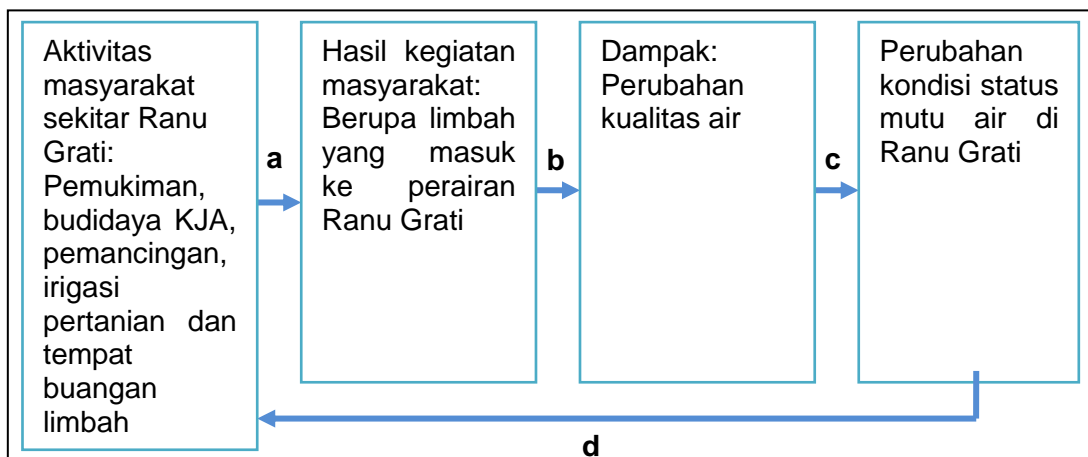 Aktivitas
masyarakat
sekitar Ranu
Grati:
Pemukiman,
budidaya KJA,
pemancingan,
irigasi
pertanian dan
tempat
buangan
limbah
a
Hasil kegiatan
masyarakat:
Berupa limbah
yang masuk
ke perairan
Ranu Grati
b
Dampak:
Perubahan
kualitas air
c
Perubahan
kondisi status
mutu air di
Ranu Grati
d